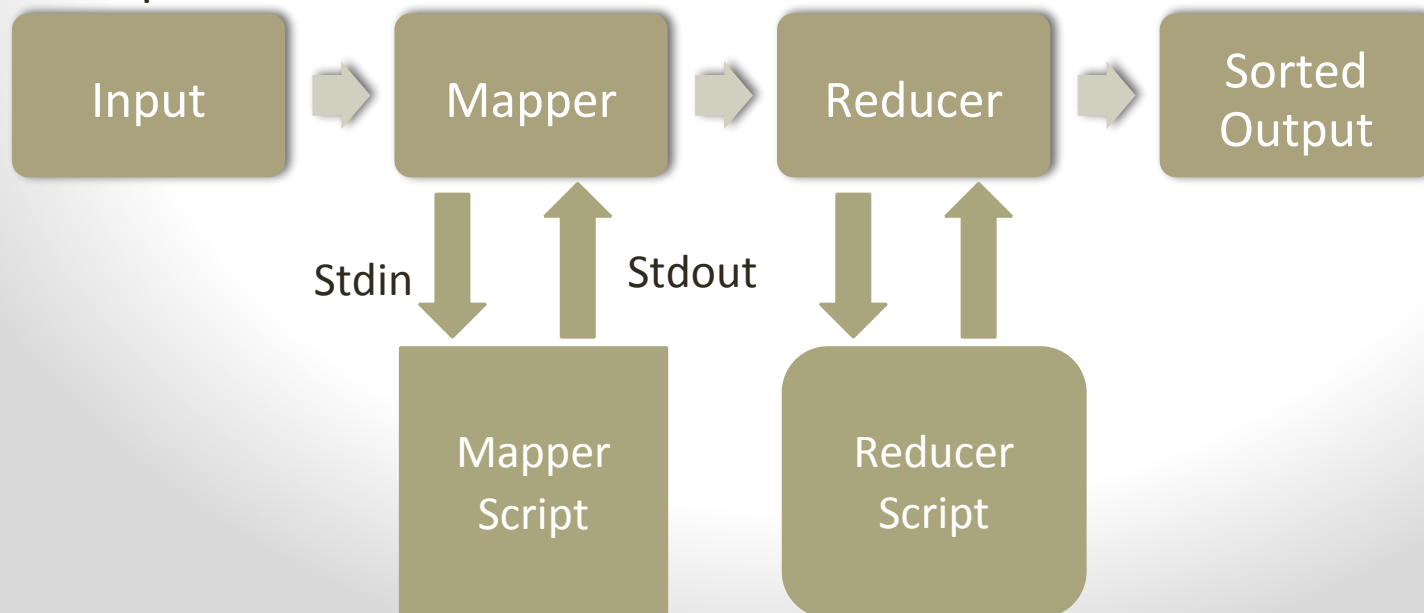 Input
Mapper
Reducer
Sorted
Output
Stdin
Stdout
Mapper
Script
Reducer
Script